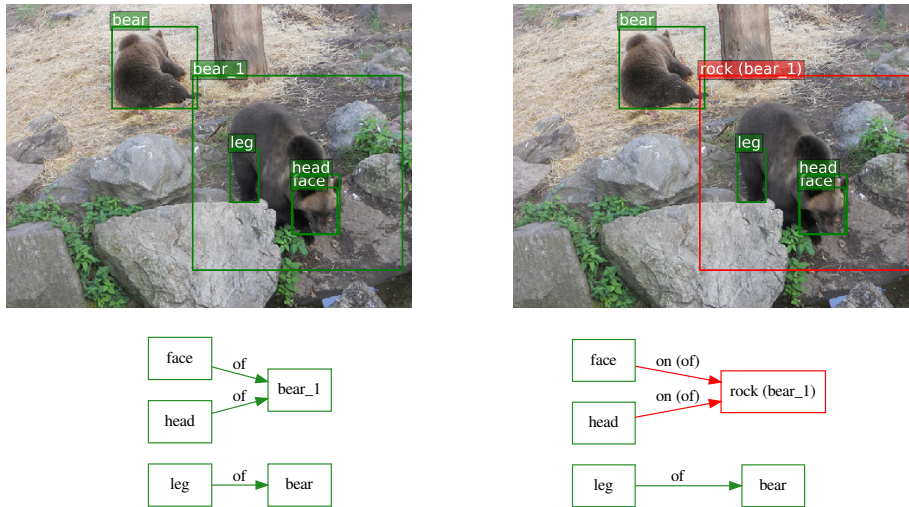 bear
bear_1
leg
head
face
bear
rock (bear_1)
leg
head
face
face
of
bear_1
of
head
leg
of
bear
face
on (of)
rock (bear_1)
on (of)
head
leg
of
bear